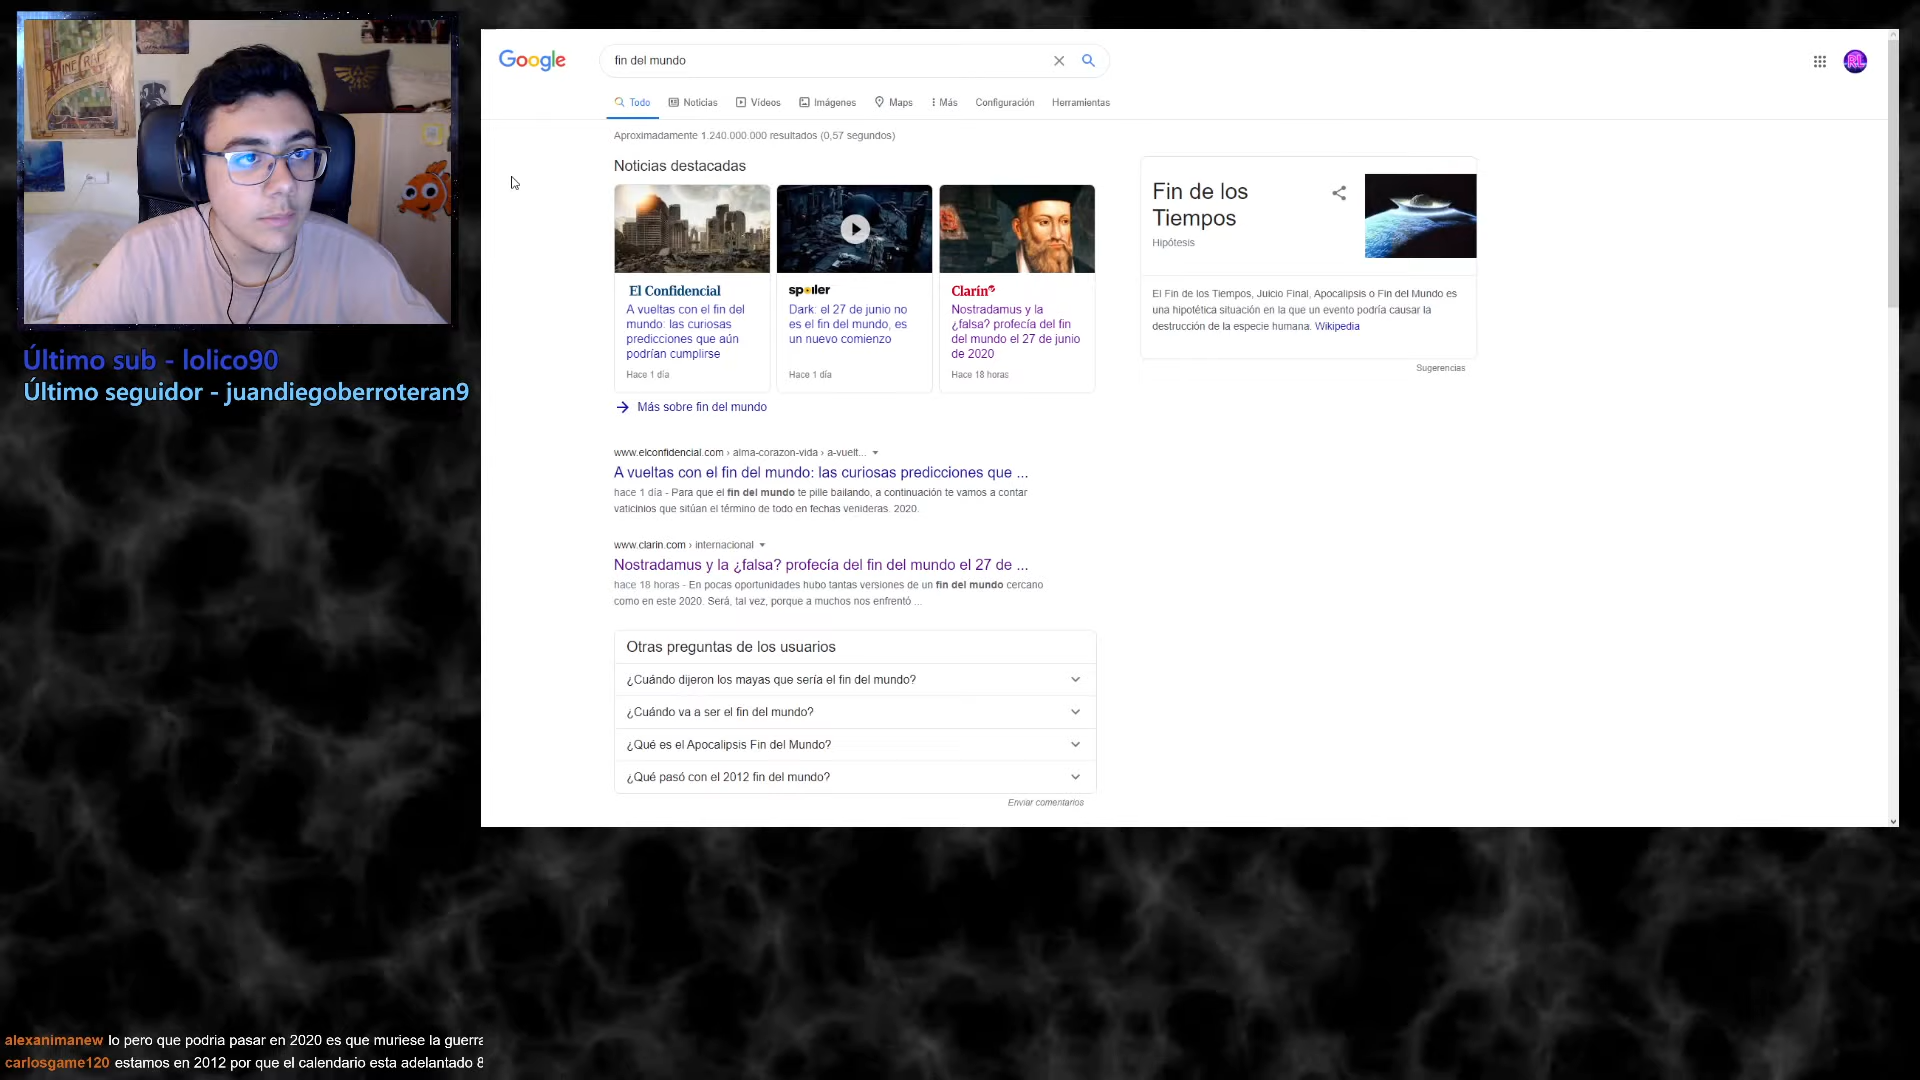 MINECRAFT
Último sub - lolico90
Último seguidor - juandiegoberroteran9
alexanimanew lo pero que podria pasar en 2020 es que muriese la guerra
carlosgame120 estamos en 2012 por que el calendario esta adelantado 8
Google
fin del mundo
RL
Todo Noticias Vídeos Imágenes Maps Más Configuración Herramientas
Aproximadamente 1.240.000.000 resultados (0,57 segundos)
Noticias destacadas
El Confidencial
A vueltas con el fin del
mundo: las curiosas
predicciones que aún
podrían cumplirse
Hace 1 día
spoiler
Dark: el 27 de junio no
es el fin del mundo, es
un nuevo comienzo
Hace 1 día
Clarín
Nostradamus y la
¿falsa? profecía del fin
del mundo el 27 de junio
de 2020
Hace 18 horas
Más sobre fin del mundo
www.elconfidencial.com › alma-corazon-vida › a-vuelt...
A vueltas con el fin del mundo: las curiosas predicciones que ...
hace 1 día - Para que el fin del mundo te pille bailando, a continuación te vamos a contar
vaticinios que sitúan el término de todo en fechas venideras. 2020.
www.clarin.com › internacional
Nostradamus y la ¿falsa? profecía del fin del mundo el 27 de ...
hace 18 horas - En pocas oportunidades hubo tantas versiones de un fin del mundo cercano
como en este 2020. Será, tal vez, porque a muchos nos enfrentó ...
Otras preguntas de los usuarios
¿Cuándo dijeron los mayas que sería el fin del mundo?
¿Cuándo va a ser el fin del mundo?
¿Qué es el Apocalipsis Fin del Mundo?
¿Qué pasó con el 2012 fin del mundo?
Enviar comentarios
Fin de los
Tiempos
Hipótesis
El Fin de los Tiempos, Juicio Final, Apocalipsis o Fin del Mundo es
una hipotética situación en la que un evento podría causar la
destrucción de la especie humana. Wikipedia
Sugerencias